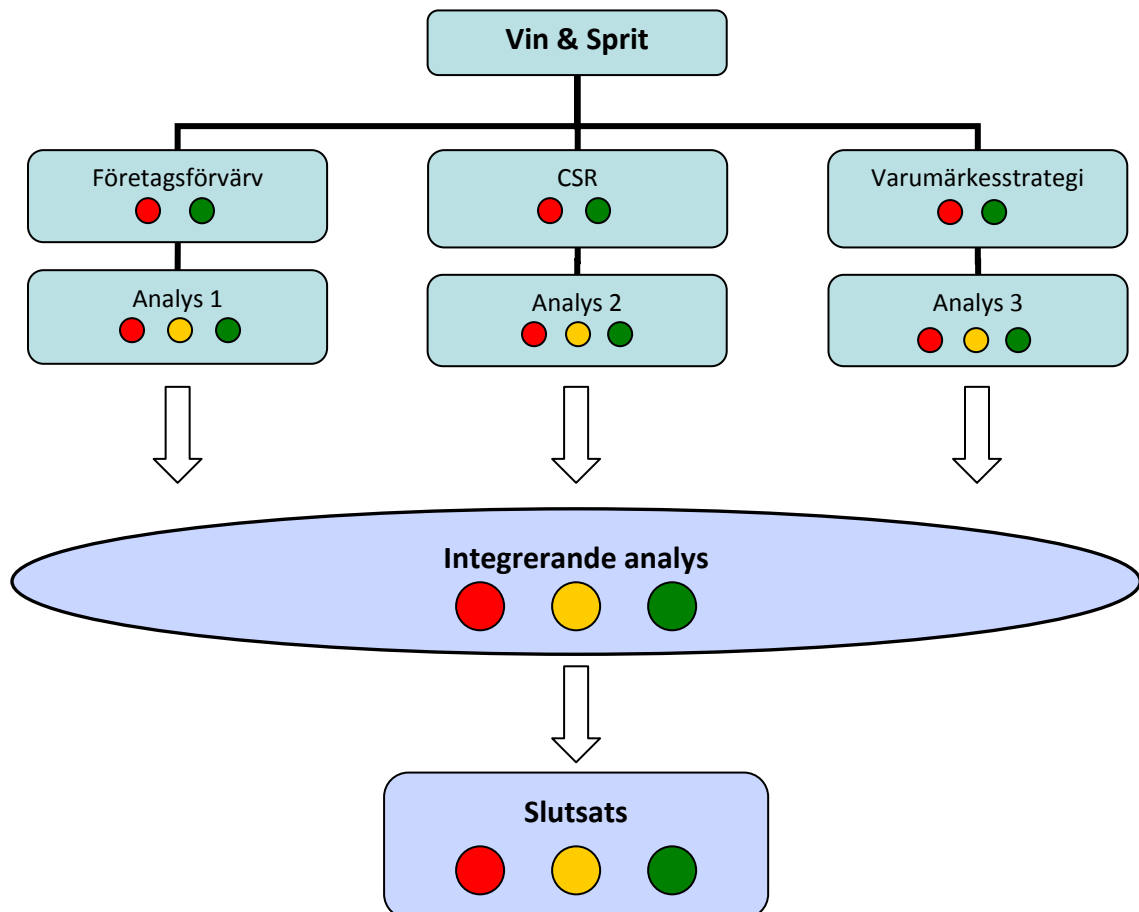 Vin & Sprit
Företagsförvärv
CSR
Varumärkesstrategi
Analys 1
Analys 2
Analys 3
Integrerande analys
Slutsats